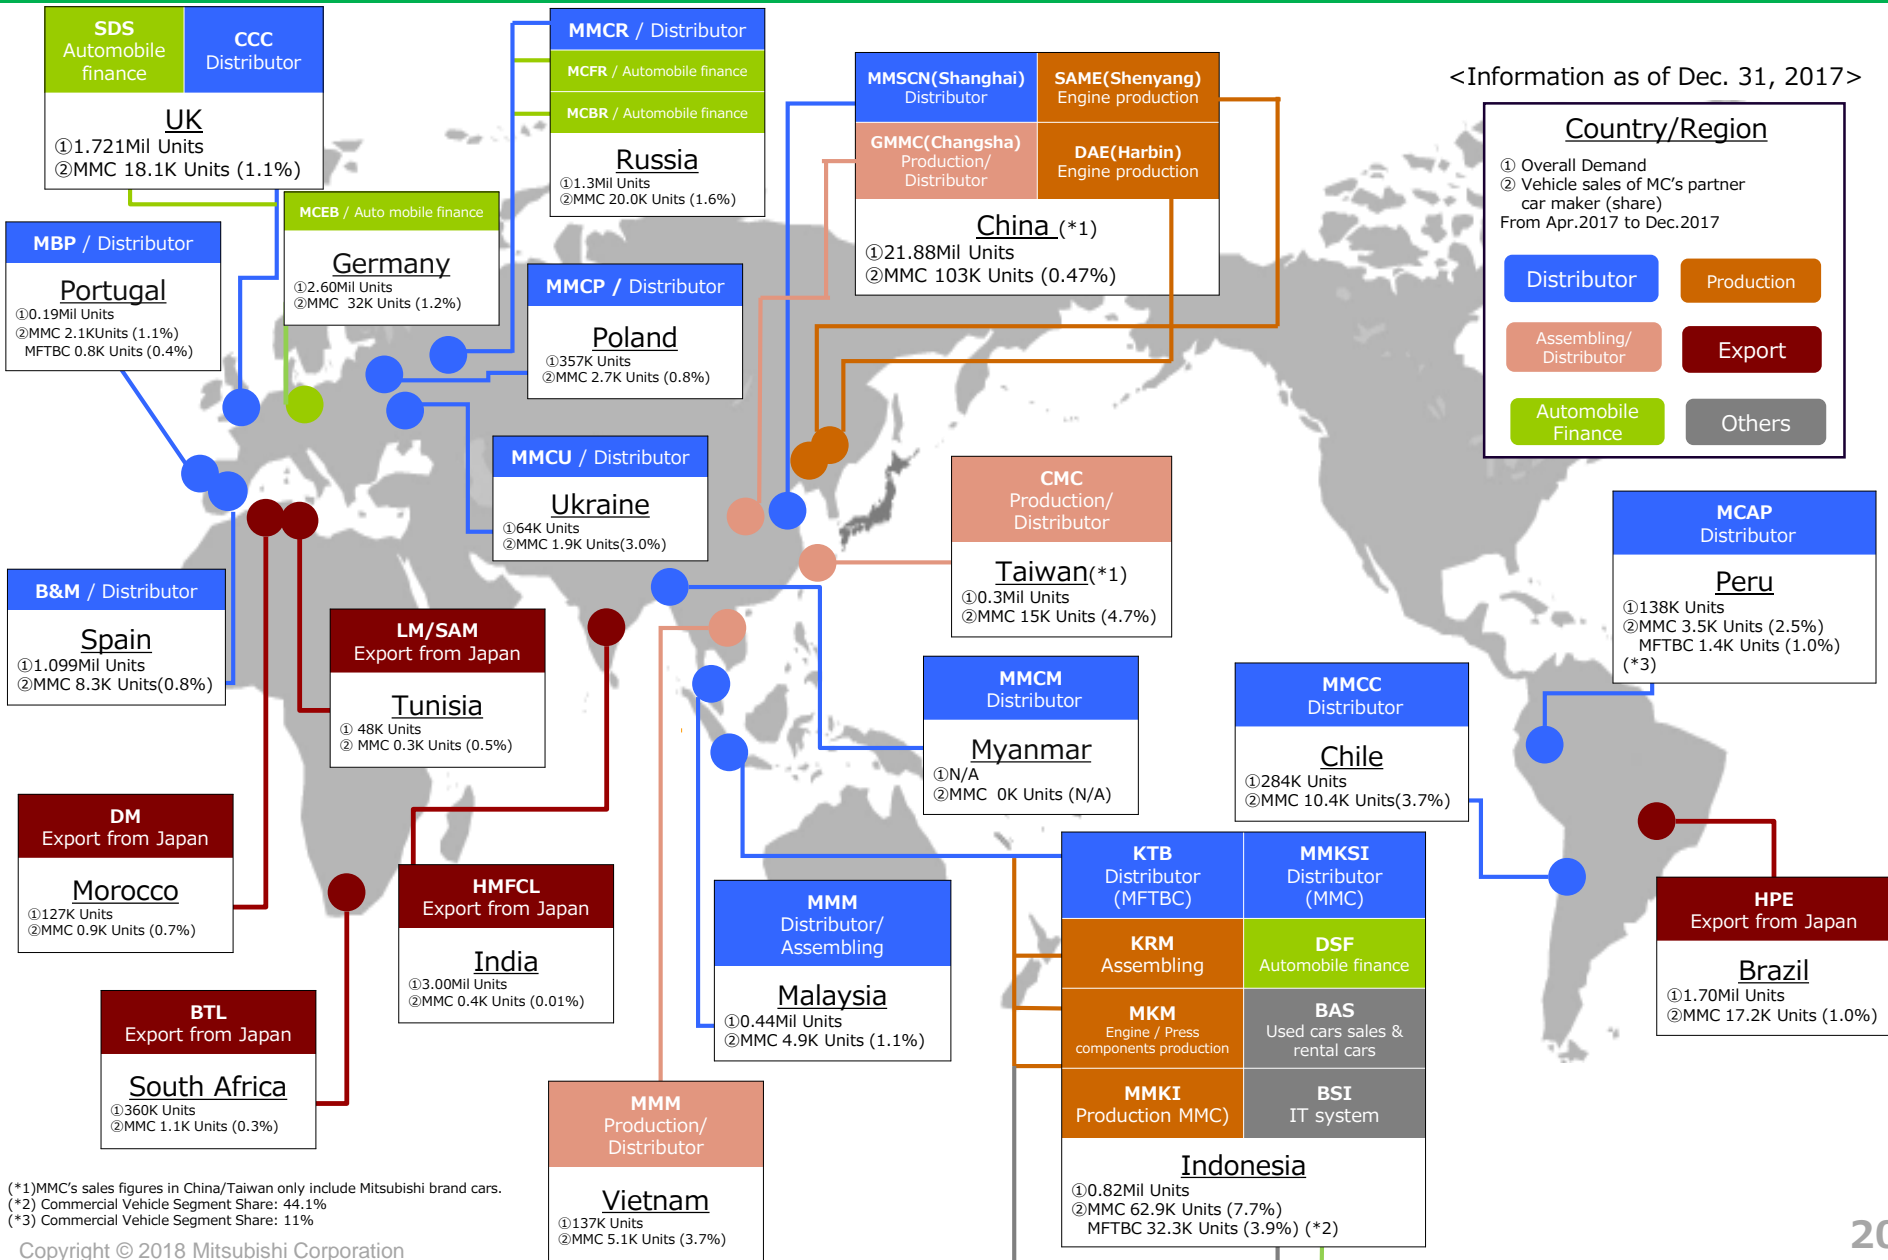 SDS
Automobile
finance
CCC
Distributor
UK
①1.721Mil Units
②MMC 18.1K Units (1.1%)
MMCR / Distributor
MCFR / Automobile finance
MCBR / Automobile finance
Russia
①1.3Mil Units
②MMC 20.0K Units (1.6%)
MMSCN(Shanghai)
Distributor
SAME(Shenyang)
Engine production
GMMC(Changsha)
Production/
Distributor
DAE(Harbin)
Engine production
China (*1)
①21.88Mil Units
②MMC 103K Units (0.47%)
<Information as of Dec. 31, 2017>
Country/Region
① Overall Demand
② Vehicle sales of MC's partner
car maker (share)
From Apr.2017 to Dec.2017
Distributor
Production
Assembling/
Distributor
Export
Automobile
Finance
Others
MCEB / Auto mobile finance
Germany
①2.60Mil Units
②MMC 32K Units (1.2%)
MBP / Distributor
Portugal
①0.19Mil Units
②MMC 2.1KUnits (1.1%)
MFTBC 0.8K Units (0.4%)
MMCP / Distributor
Poland
①357K Units
②MMC 2.7K Units (0.8%)
MMCU / Distributor
Ukraine
①64K Units
②MMC 1.9K Units(3.0%)
CMC
Production/
Distributor
Taiwan(*1)
①0.3Mil Units
②MMC 15K Units (4.7%)
MCAP
Distributor
Peru
①138K Units
②MMC 3.5K Units (2.5%)
MFTBC 1.4K Units (1.0%)
(*3)
B&M / Distributor
Spain
①1.099Mil Units
②MMC 8.3K Units(0.8%)
LM/SAM
Export from Japan
Tunisia
① 48K Units
② MMC 0.3K Units (0.5%)
MMCM
Distributor
Myanmar
①N/A
②MMC 0K Units (N/A)
MMCC
Distributor
Chile
①284K Units
②MMC 10.4K Units(3.7%)
DM
Export from Japan
Morocco
①127K Units
②MMC 0.9K Units (0.7%)
HMFCL
Export from Japan
India
①3.00Mil Units
②MMC 0.4K Units (0.01%)
MMM
Distributor/
Assembling
Malaysia
①0.44Mil Units
②MMC 4.9K Units (1.1%)
KTB
Distributor
(MFTBC)
MMKSI
Distributor
(MMC)
KRM
Assembling
DSF
Automobile finance
MKM
Engine / Press
components production
BAS
Used cars sales &
rental cars
MMKI
Production MMC)
BSI
IT system
Indonesia
①0.82Mil Units
②MMC 62.9K Units (7.7%)
MFTBC 32.3K Units (3.9%) (*2)
HPE
Export from Japan
Brazil
①1.70Mil Units
②MMC 17.2K Units (1.0%)
BTL
Export from Japan
South Africa
①360K Units
②MMC 1.1K Units (0.3%)
MMM
Production/
Distributor
Vietnam
①137K Units
②MMC 5.1K Units (3.7%)
(*1)MMC's sales figures in China/Taiwan only include Mitsubishi brand cars.
(*2) Commercial Vehicle Segment Share: 44.1%
(*3) Commercial Vehicle Segment Share: 11%
Copyright © 2018 Mitsubishi Corporation
20